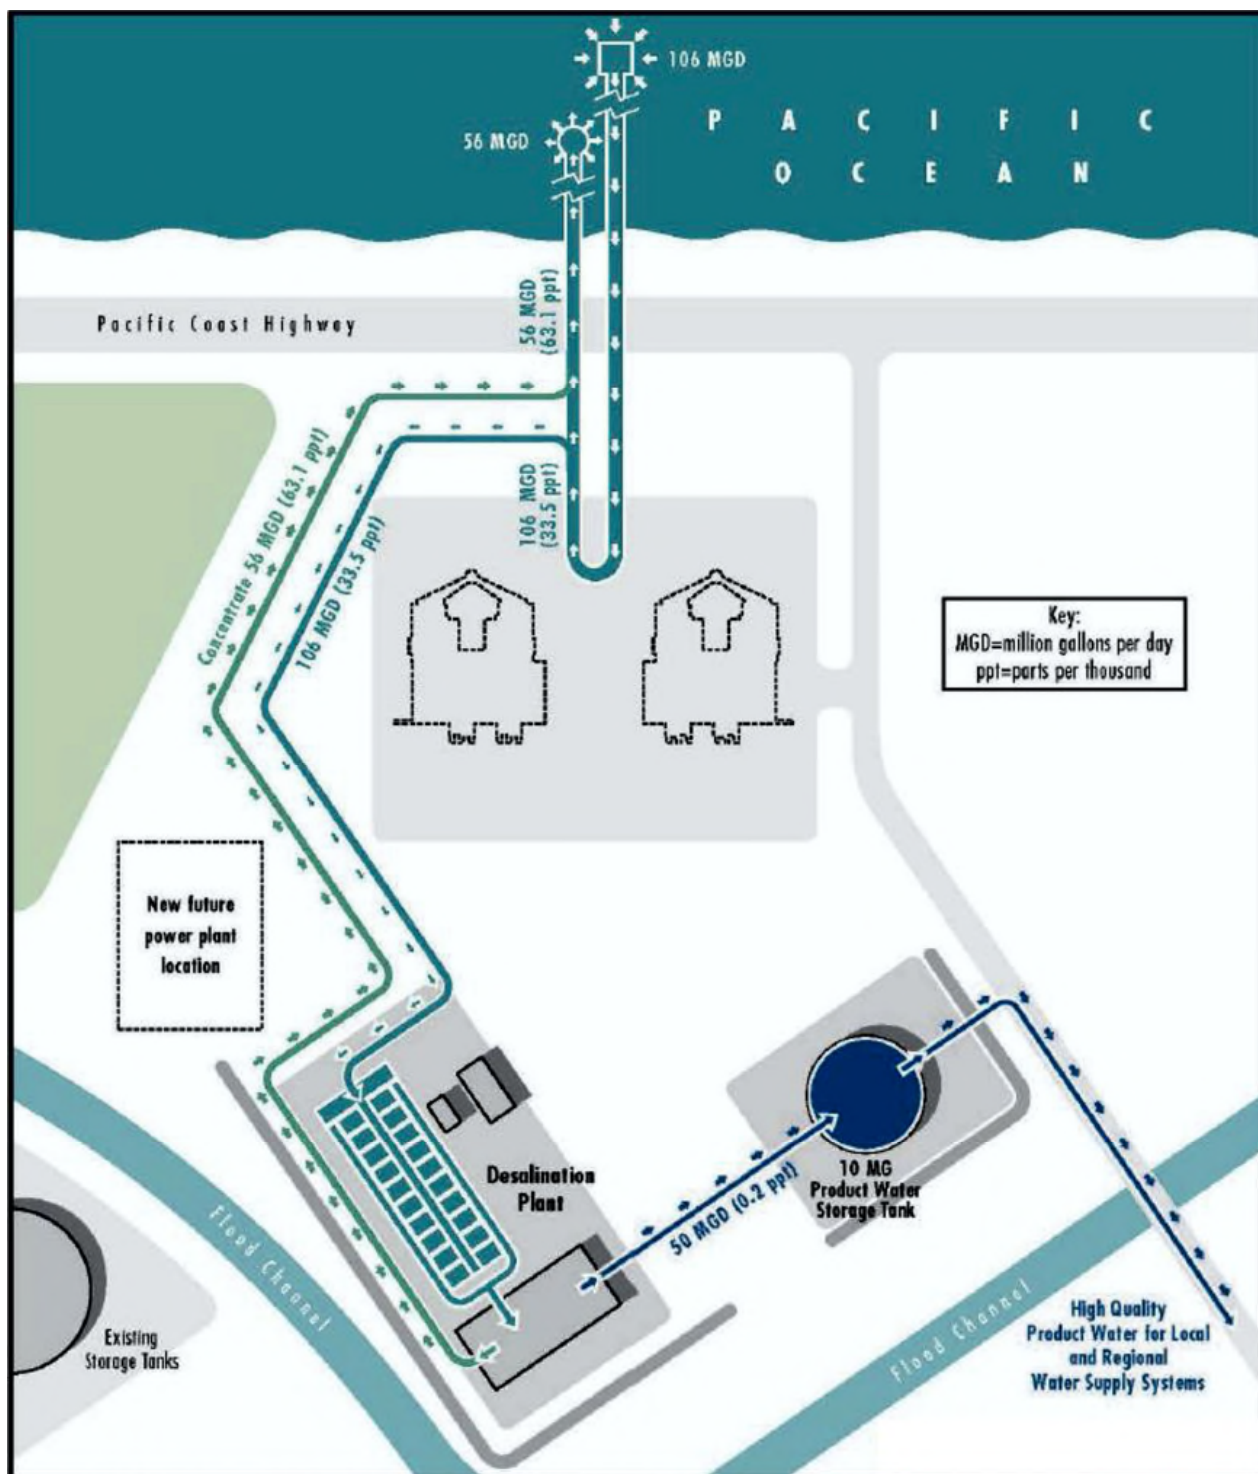 106 MGD
56 MGD
PACIFIC
OCEAN
Pacific Coast Highway
56 MGD
(63.1 ppt)
106 MGD
(33.5 ppt)
Concentrate 56 MGD (63.1 ppt)
106 MGD (33.5 ppt)
Key:
MGD=million gallons per day
ppt=parts per thousand
New future
power plant
location
Desalination
Plant
10 MG
Product Water
Storage Tank
50 MGD (0.2 ppt)
Flood Channel
Existing
Storage Tanks
Flood Channel
High Quality
Product Water for Local
and Regional
Water Supply Systems